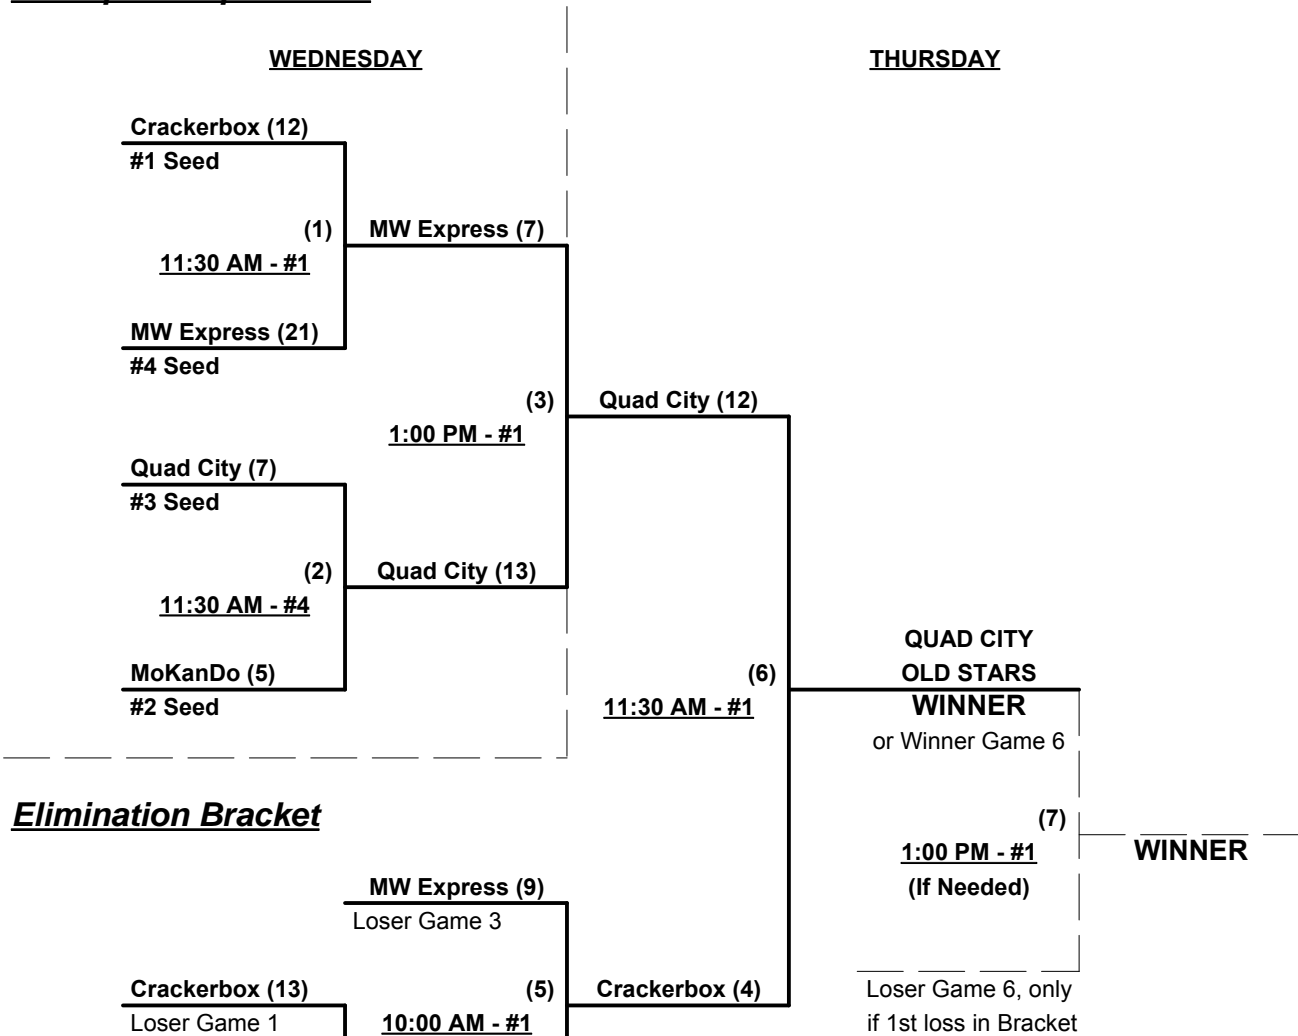 WEDNESDAY
THURSDAY
Crackerbox (12)
#1 Seed
(1)
MW Express (7)
11:30 AM - #1
MW Express (21)
#4 Seed
(3)
Quad City (12)
1:00 PM - #1
Quad City (7)
#3 Seed
(2)
Quad City (13)
11:30 AM - #4
MoKanDo (5)
#2 Seed
(6)
11:30 AM - #1
QUAD CITY
OLD STARS
WINNER
or Winner Game 6
Elimination Bracket
(7)
1:00 PM - #1
(If Needed)
WINNER
MW Express (9)
Loser Game 3
Crackerbox (13)
Loser Game 1
(5)
10:00 AM - #1
Crackerbox (4)
Loser Game 6, only
if 1st loss in Bracket